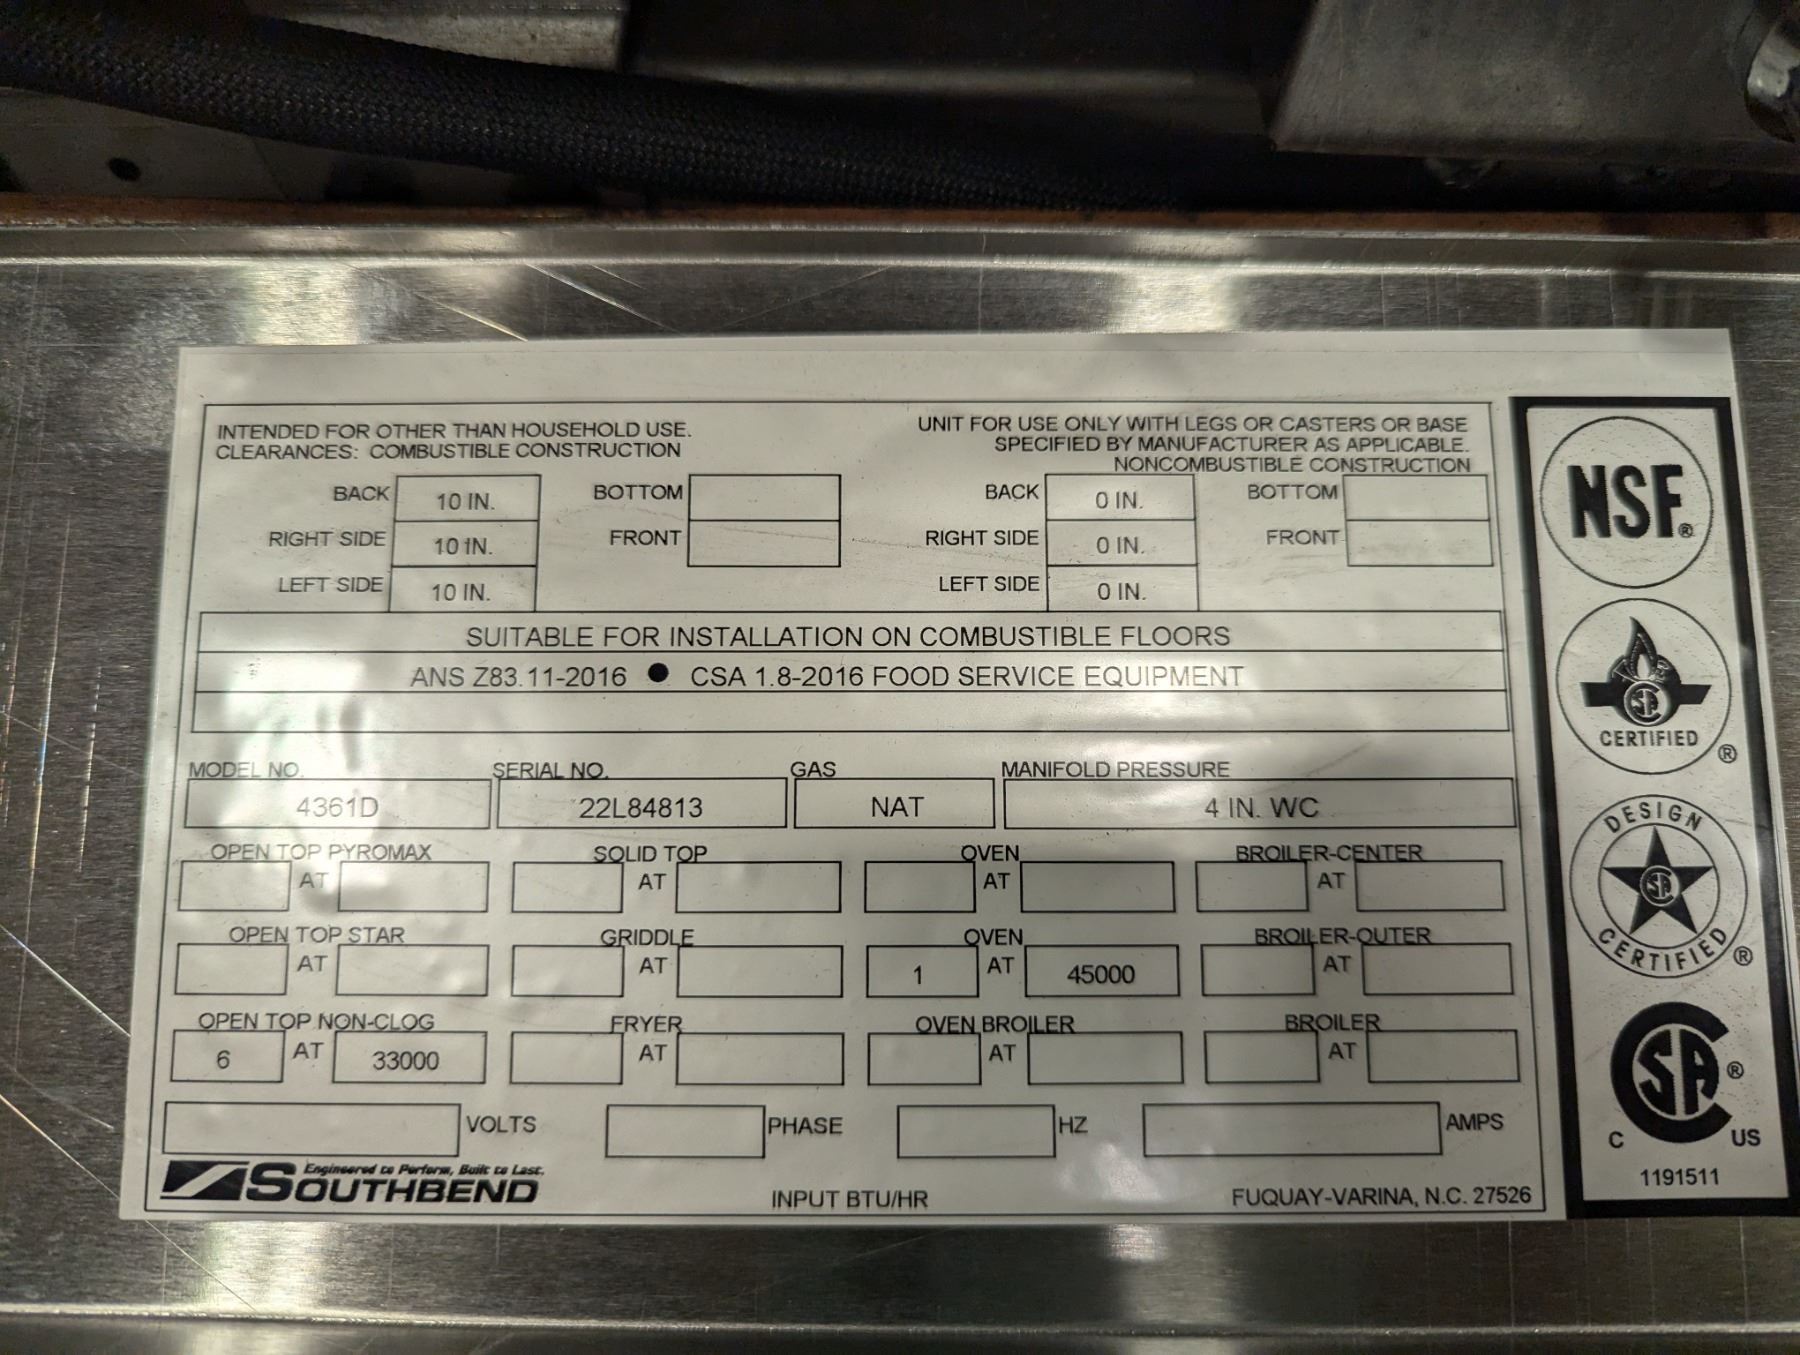 INTENDED FOR OTHER THAN HOUSEHOLD USE.
CLEARANCES: COMBUSTIBLE CONSTRUCTION
UNIT FOR USE ONLY WITH LEGS OR CASTERS OR BASE
SPECIFIED BY MANUFACTURER AS APPLICABLE.
NONCOMBUSTIBLE CONSTRUCTION
BACK 10 IN. BOTTOM BACK 0 IN. BOTTOM
RIGHT SIDE 10 IN. FRONT RIGHT SIDE 0 IN. FRONT
LEFT SIDE 10 IN. LEFT SIDE 0 IN.
SUITABLE FOR INSTALLATION ON COMBUSTIBLE FLOORS
ANS Z83.11-2016 ● CSA 1.8-2016 FOOD SERVICE EQUIPMENT
MODEL NO. SERIAL NO. GAS MANIFOLD PRESSURE
4361D 22L84813 NAT 4 IN. WC
OPEN TOP PYROMAX SOLID TOP OVEN BROILER-CENTER
AT AT AT AT
OPEN TOP STAR GRIDDLE OVEN BROILER-OUTER
AT AT 1 AT 45000 AT
OPEN TOP NON-CLOG FRYER OVEN BROILER BROILER
6 AT 33000 AT AT AT
VOLTS PHASE HZ AMPS
Engineered to Perform, Built to Last.
SOUTHBEND
INPUT BTU/HR
FUQUAY-VARINA, N.C. 27526
NSF®
CSA
CERTIFIED ®
DESIGN
CSA
CERTIFIED ®
CSA ®
C US
1191511